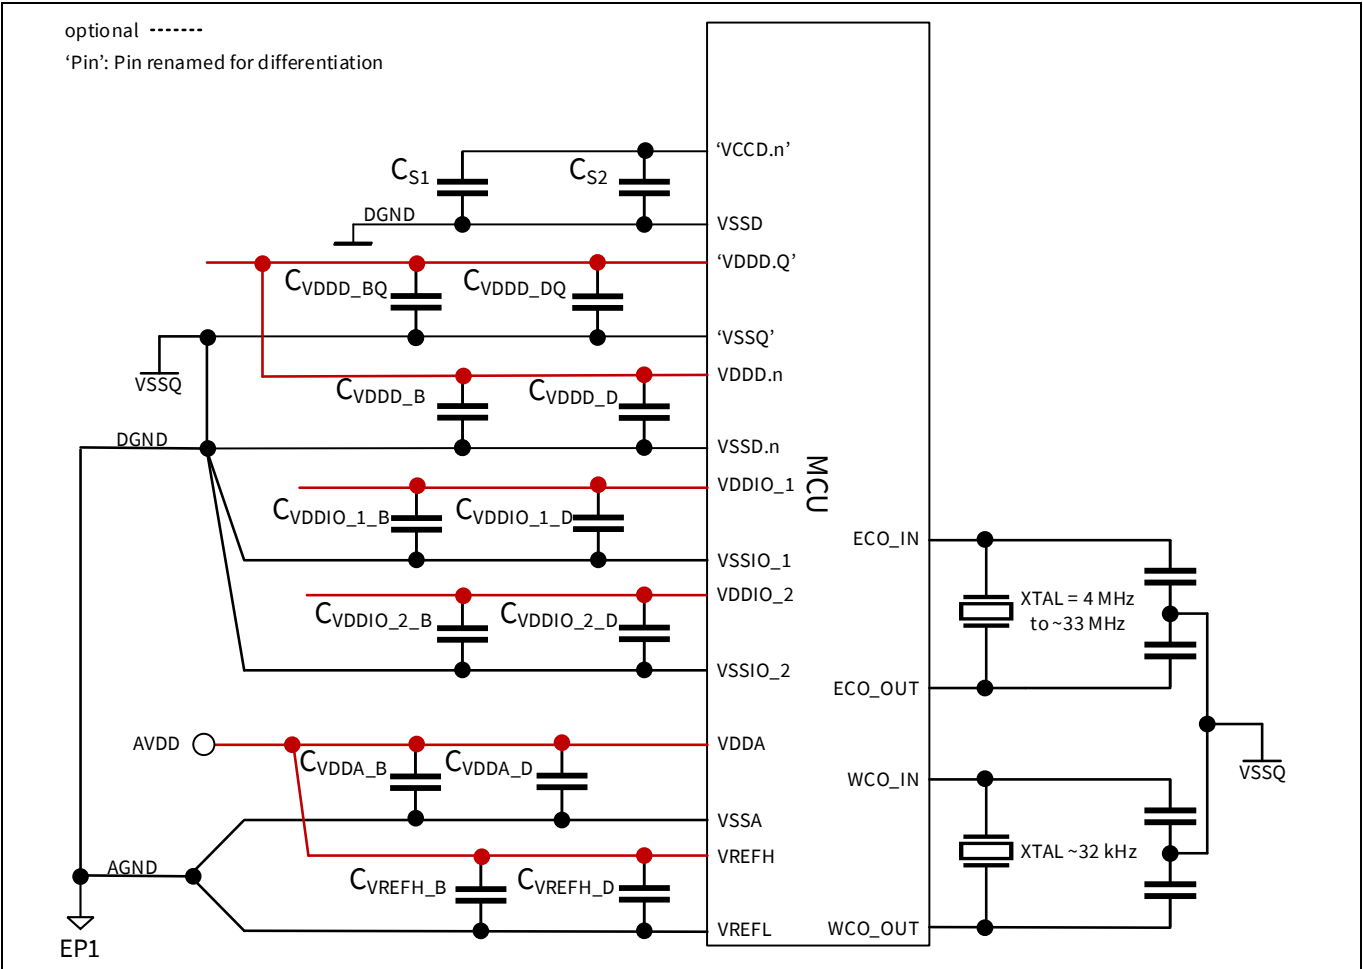 optional
‘Pin’: Pin renamed for differentiation
‘VCCD.n’
CS1
CS2
DGND
VSSD
‘VDDD.Q’
CVDDD_BQ
CVDDD_DQ
‘VSSQ’
VSSQ
VDDD.n
CVDDD_B
CVDDD_D
DGND
VSSD.n
VDDIO_1
MCU
CVDDIO_1_B
CVDDIO_1_D
VSSIO_1
VDDIO_2
CVDDIO_2_B
CVDDIO_2_D
VSSIO_2
AVDD
VDDA
CVDDA_B
CVDDA_D
VSSA
VREFH
AGND
CVREFH_B
CVREFH_D
VREFL
EP1
ECO_IN
XTAL = 4 MHz
to ~33 MHz
ECO_OUT
VSSQ
WCO_IN
XTAL ~32 kHz
WCO_OUT